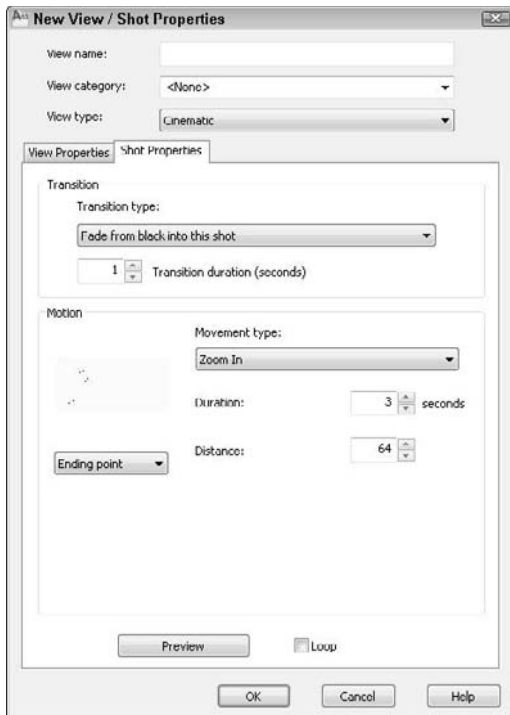 New View / Shot Properties
View name:
View category: <None>
View type: Cinematic
View Properties Shot Properties
Transition
Transition type:
Fade from black into this shot
1 Transition duration (seconds)
Motion
Movement type:
Zoom In
Duration: 3 seconds
Distance: 64
Ending point
Preview Loop
OK Cancel Help